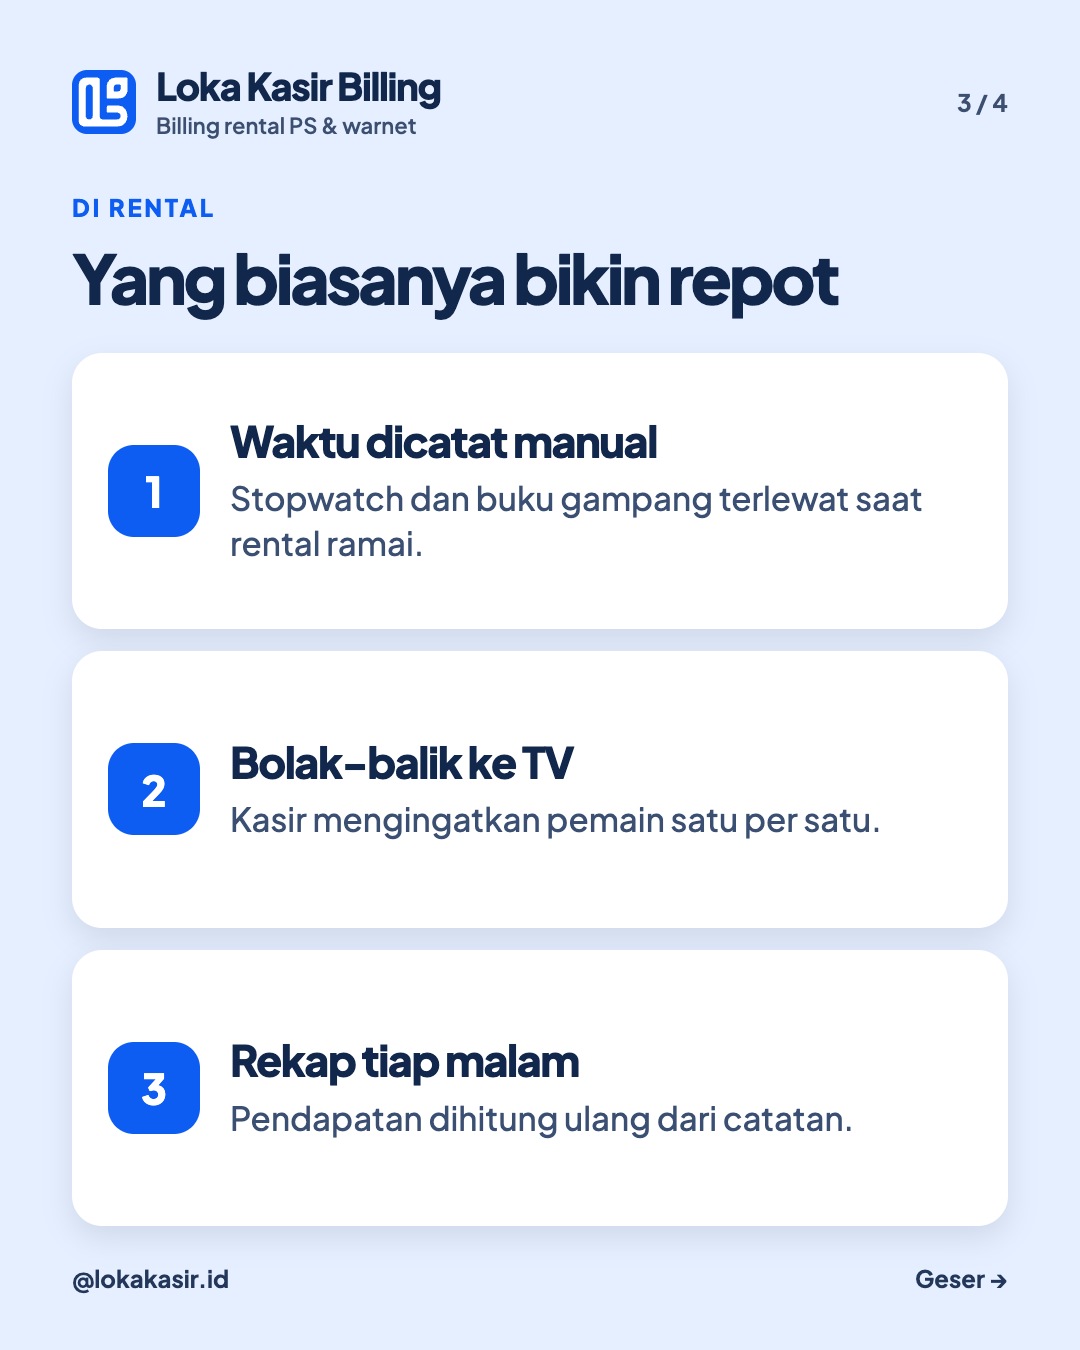 Loka Kasir Billing
Billing rental PS & warnet
3 / 4
DI RENTAL
Yang biasanya bikin repot
1
Waktu dicatat manual
Stopwatch dan buku gampang terlewat saat
rental ramai.
2
Bolak-balik ke TV
Kasir mengingatkan pemain satu per satu.
3
Rekap tiap malam
Pendapatan dihitung ulang dari catatan.
@lokakasir.id
Geser →